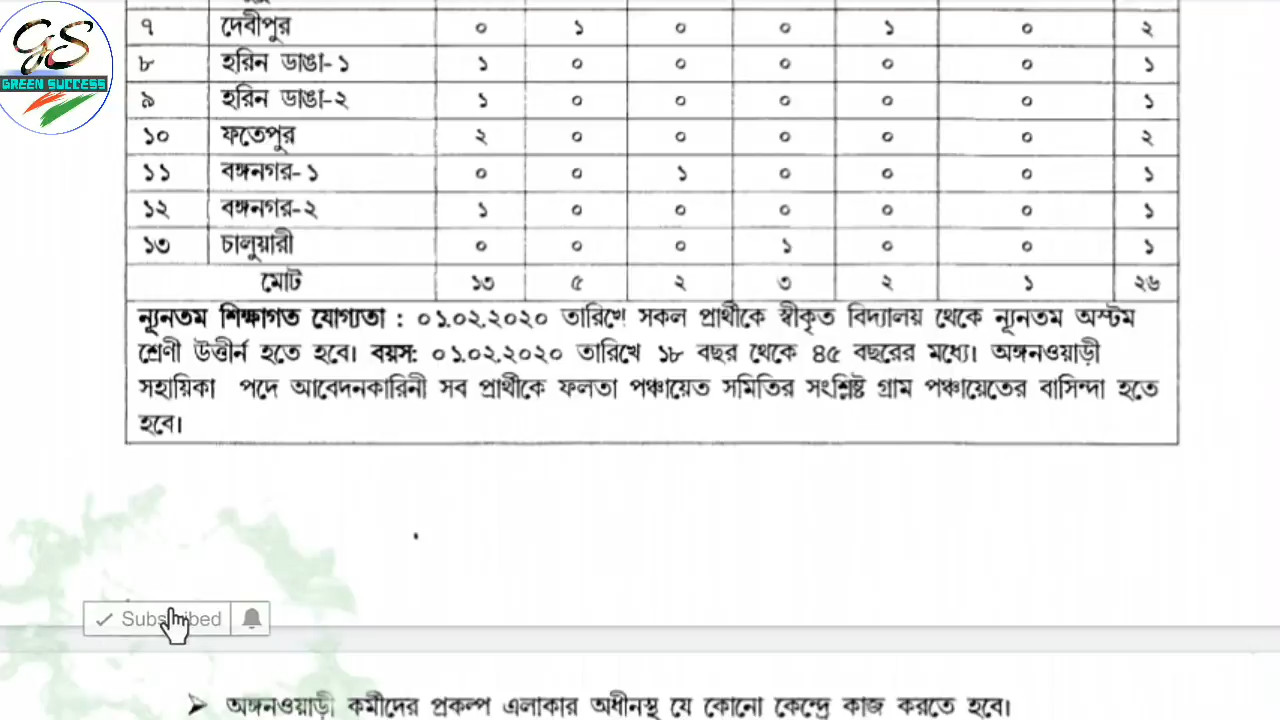 GS
GREEN SUCCESS
৭ দেবীপুর ০ ১ ০ ০ ১ ০ ২
৮ হরিন ডাঙা-১ ১ ০ ০ ০ ০ ০ ১
৯ হরিন ডাঙা-২ ১ ০ ০ ০ ০ ০ ১
১০ ফতেপুর ২ ০ ০ ০ ০ ০ ২
১১ বঙ্গনগর-১ ০ ০ ১ ০ ০ ০ ১
১২ বঙ্গনগর-২ ১ ০ ০ ০ ০ ০ ১
১৩ চালুয়ারী ০ ০ ০ ১ ০ ০ ১
মোট ১৩ ৫ ২ ৩ ২ ১ ২৬
ন্যূনতম শিক্ষাগত যোগ্যতা : ০১.০২.২০২০ তারিখে সকল প্রার্থীকে স্বীকৃত বিদ্যালয় থেকে ন্যূনতম অস্টম
শ্রেণী উত্তীর্ন হতে হবে। বয়স: ০১.০২.২০২০ তারিখে ১৮ বছর থেকে ৪৫ বছরের মধ্যে। অঙ্গনওয়াড়ী
সহায়িকা পদে আবেদনকারিনী সব প্রার্থীকে ফলতা পঞ্চায়েত সমিতির সংশ্লিষ্ট গ্রাম পঞ্চায়েতের বাসিন্দা হতে
হবে।
Subscribed
➢ অঙ্গনওয়াড়ী কর্মীদের প্রকল্প এলাকার অধীনস্থ যে কোনো কেন্দ্রে কাজ করতে হবে।